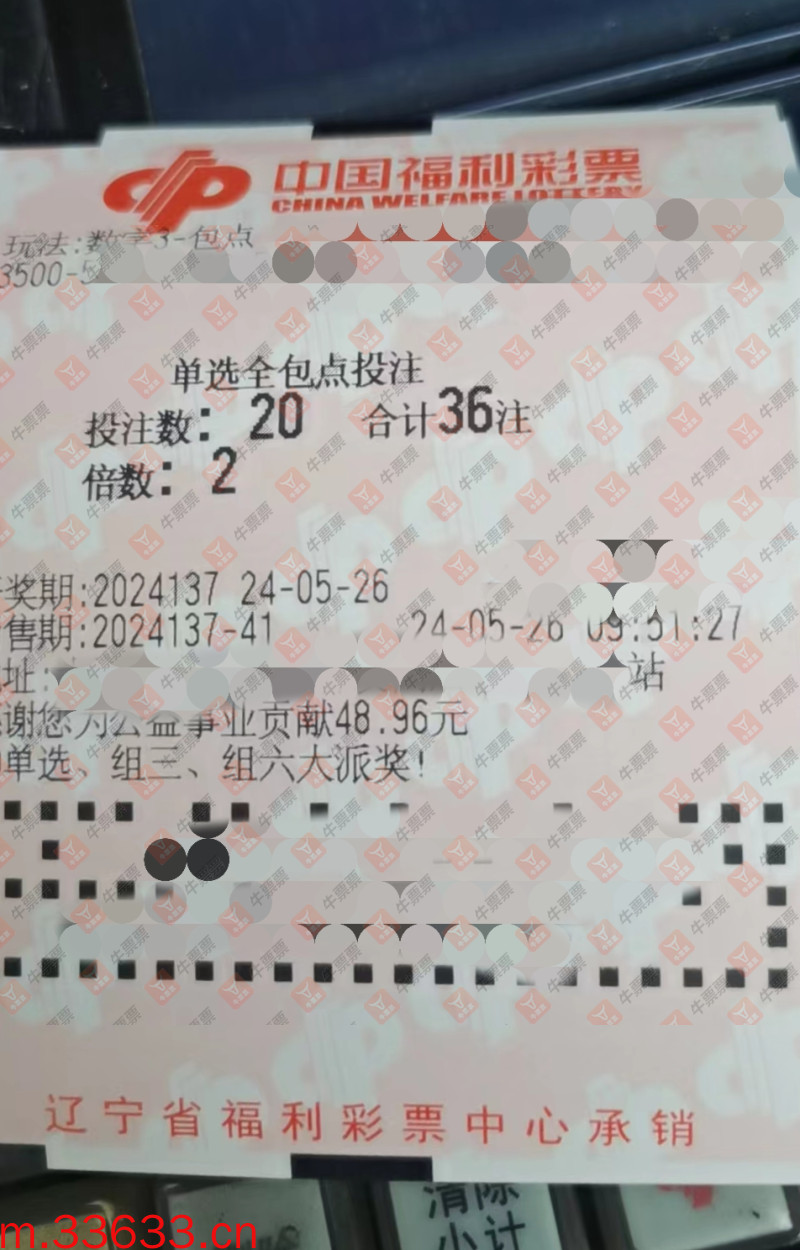 中国福利彩票
CHINA WELFARE LOTTERY
玩法:数字3-包点
3500-5
单选全包点投注
投注数: 20 合计36注
倍数: 2
奖期:2024137 24-05-26
售期:2024137-41 24-05-26 09:51:27
址: 站
谢您为公益事业贡献48.96元
单选、组三、组六大派奖!
牛票票
辽宁省福利彩票中心承销
清除
小计
m.33633.cn